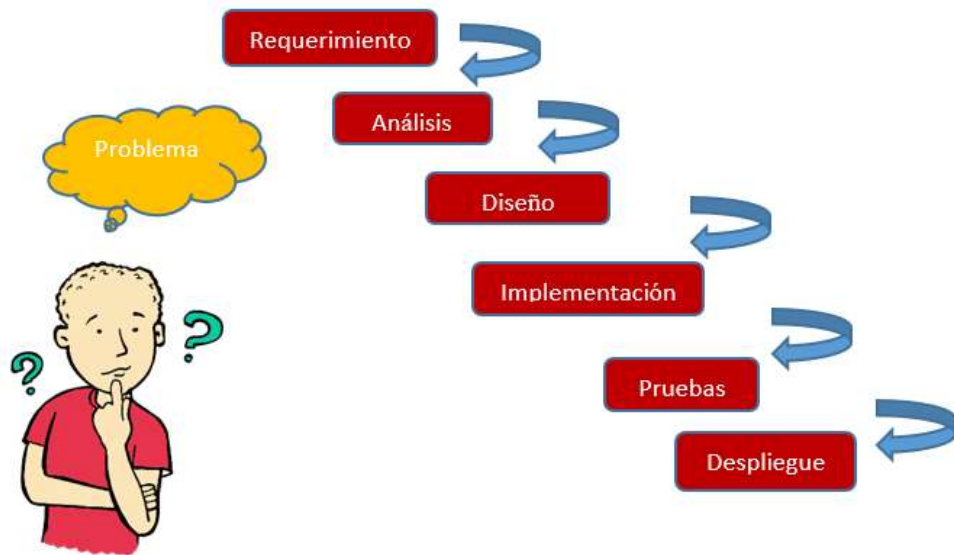 Requerimiento
Análisis
Problema
Diseño
Implementación
Pruebas
Despliegue
?
?